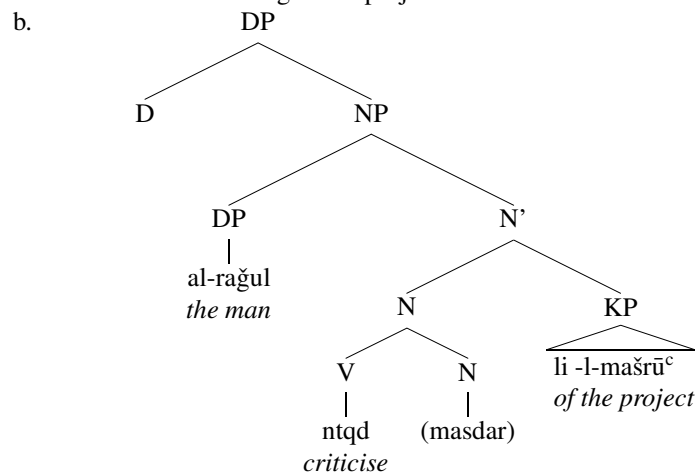 b.
DP
D NP
DP N’
al-rağul
the man
N KP
V N
li -l-mašrūᶜ
of the project
ntqd (masdar)
criticise